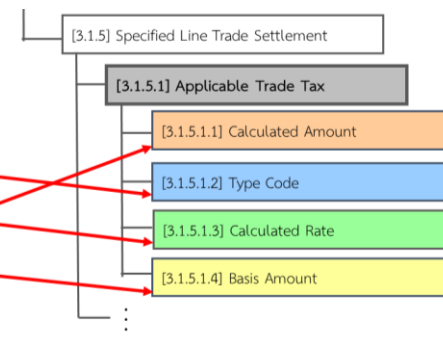 [3.1.5] Specified Line Trade Settlement
[3.1.5.1] Applicable Trade Tax
[3.1.5.1.1] Calculated Amount
[3.1.5.1.2] Type Code
[3.1.5.1.3] Calculated Rate
[3.1.5.1.4] Basis Amount